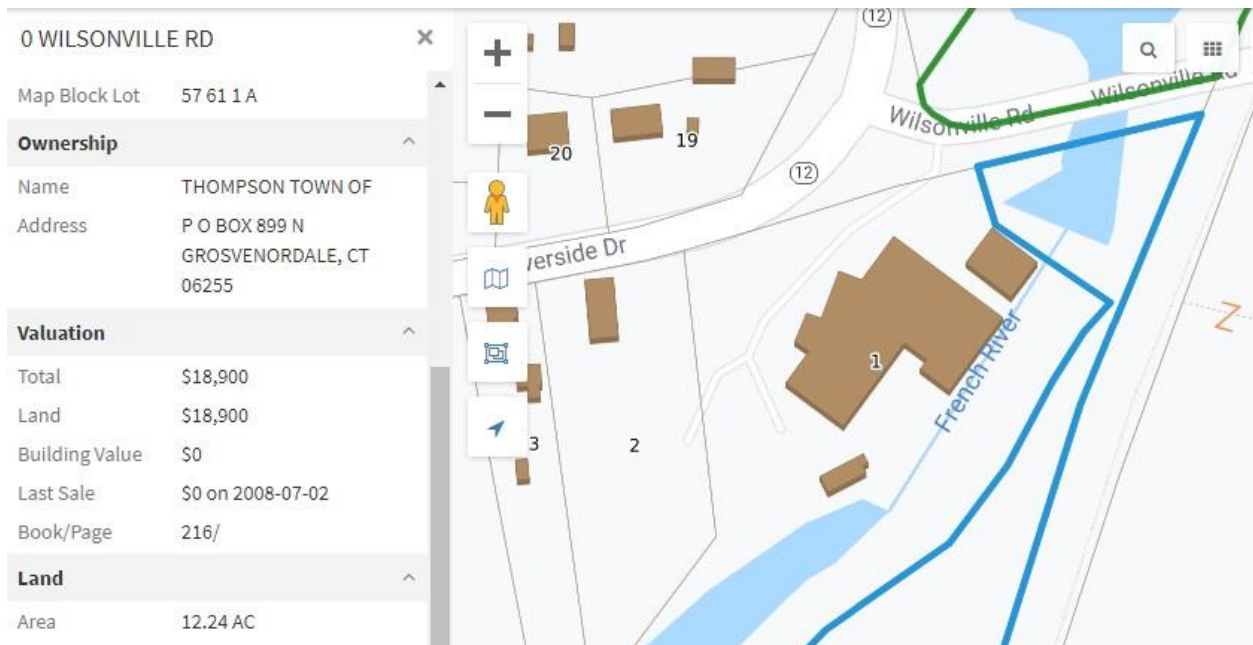 0 WILSONVILLE RD
Map Block Lot 57 61 1 A
Ownership
Name THOMPSON TOWN OF
Address P O BOX 899 N
GROSVENORDALE, CT
06255
Valuation
Total $18,900
Land $18,900
Building Value $0
Last Sale $0 on 2008-07-02
Book/Page 216/
Land
Area 12.24 AC
12
Wilsonville Rd
Wilsonville Rd
20
19
12
verside Dr
1
French River
3
2
Z